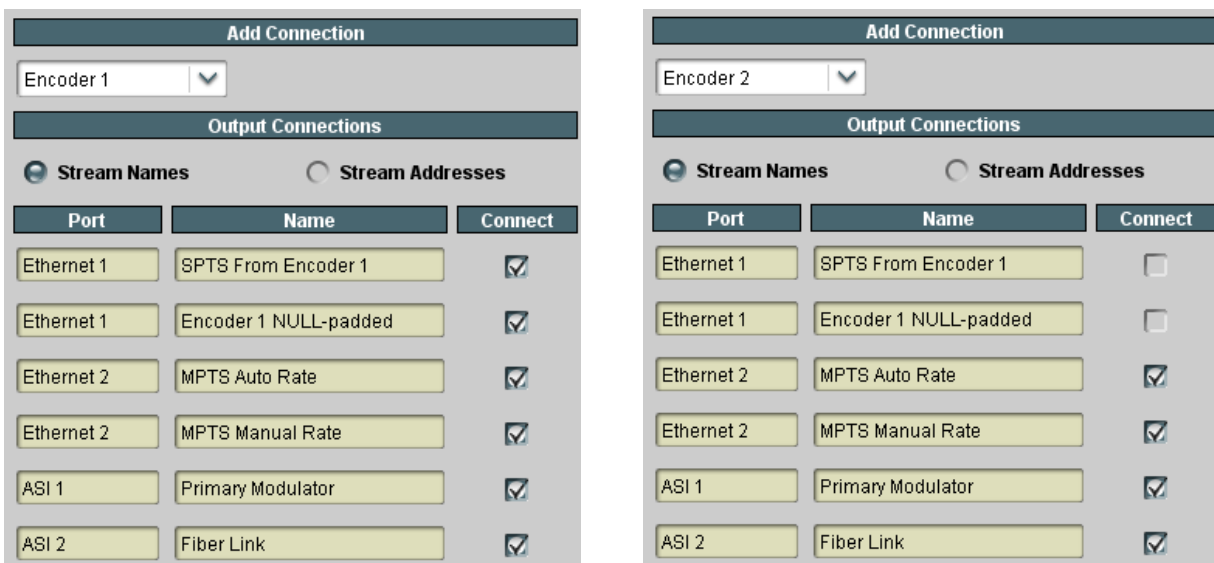 Add Connection
Encoder 1
Output Connections
Stream Names Stream Addresses
Port Name Connect
Ethernet 1 SPTS From Encoder 1
Ethernet 1 Encoder 1 NULL-padded
Ethernet 2 MPTS Auto Rate
Ethernet 2 MPTS Manual Rate
ASI 1 Primary Modulator
ASI 2 Fiber Link
Add Connection
Encoder 2
Output Connections
Stream Names Stream Addresses
Port Name Connect
Ethernet 1 SPTS From Encoder 1
Ethernet 1 Encoder 1 NULL-padded
Ethernet 2 MPTS Auto Rate
Ethernet 2 MPTS Manual Rate
ASI 1 Primary Modulator
ASI 2 Fiber Link